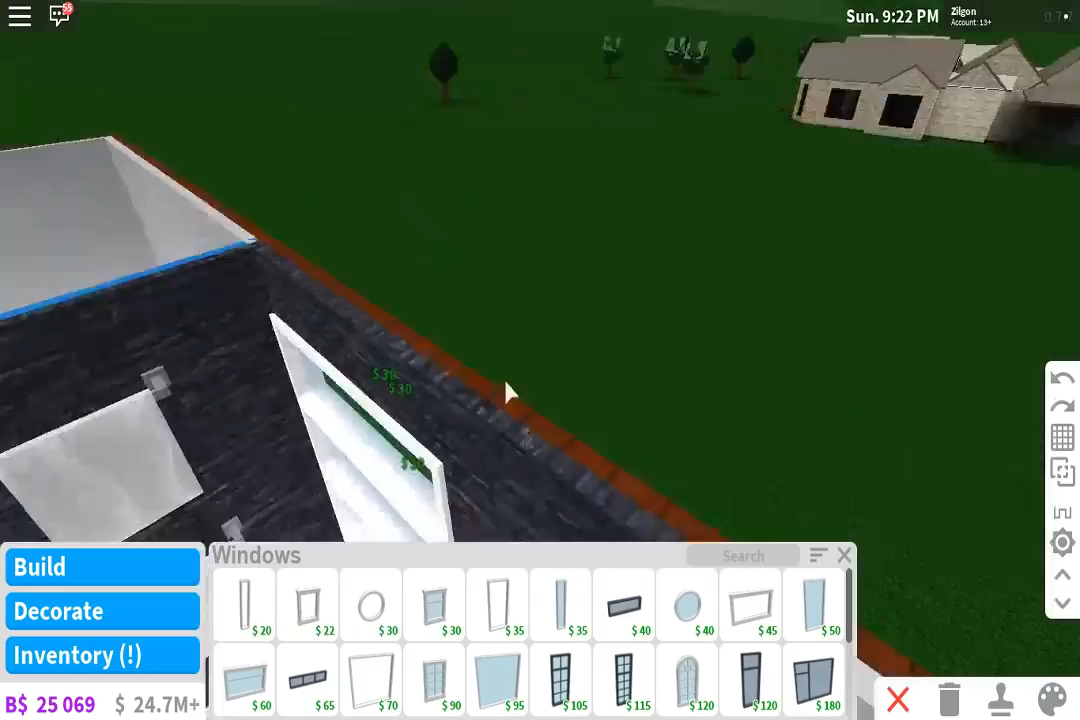 55
Sun. 9:22 PM
Zilgon
Account: 13+
$ 30
$ 30
Windows
Search
Build
Decorate
Inventory (!)
B$ 25 069 $ 24.7M+
$ 20 $ 22 $ 30 $ 30 $ 35 $ 35 $ 40 $ 40 $ 45 $ 50
$ 60 $ 65 $ 70 $ 90 $ 95 $ 105 $ 115 $ 120 $ 120 $ 180